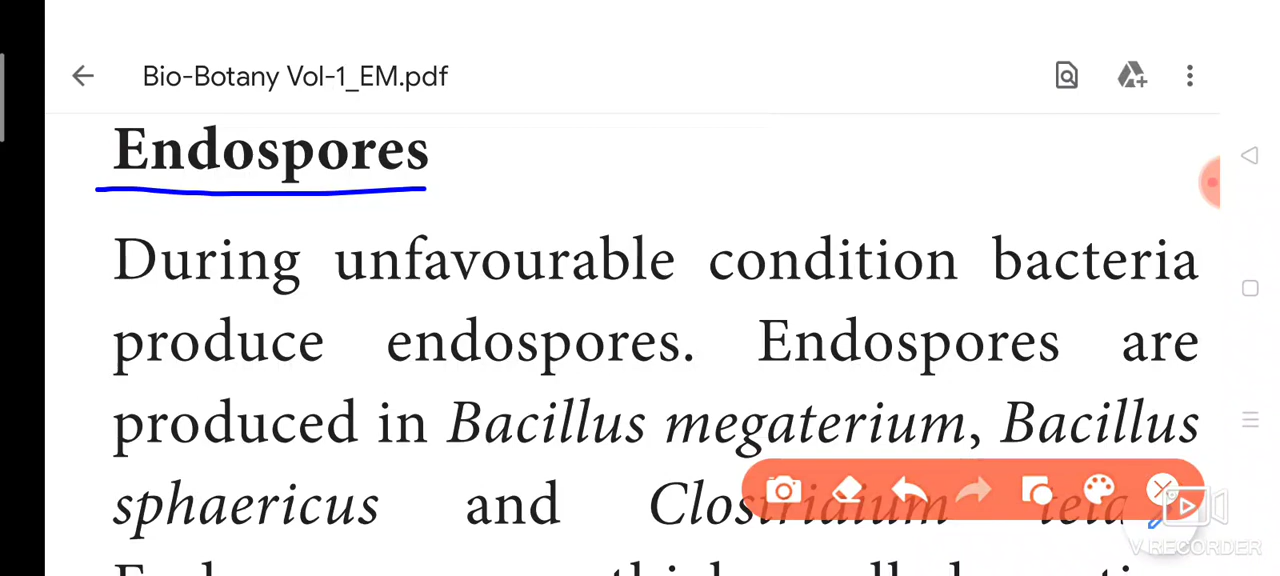 Bio-Botany Vol-1_EM.pdf
Endospores
During unfavourable condition bacteria
produce endospores. Endospores are
produced in Bacillus megaterium, Bacillus
sphaericus and Clostridium
V RECORDER